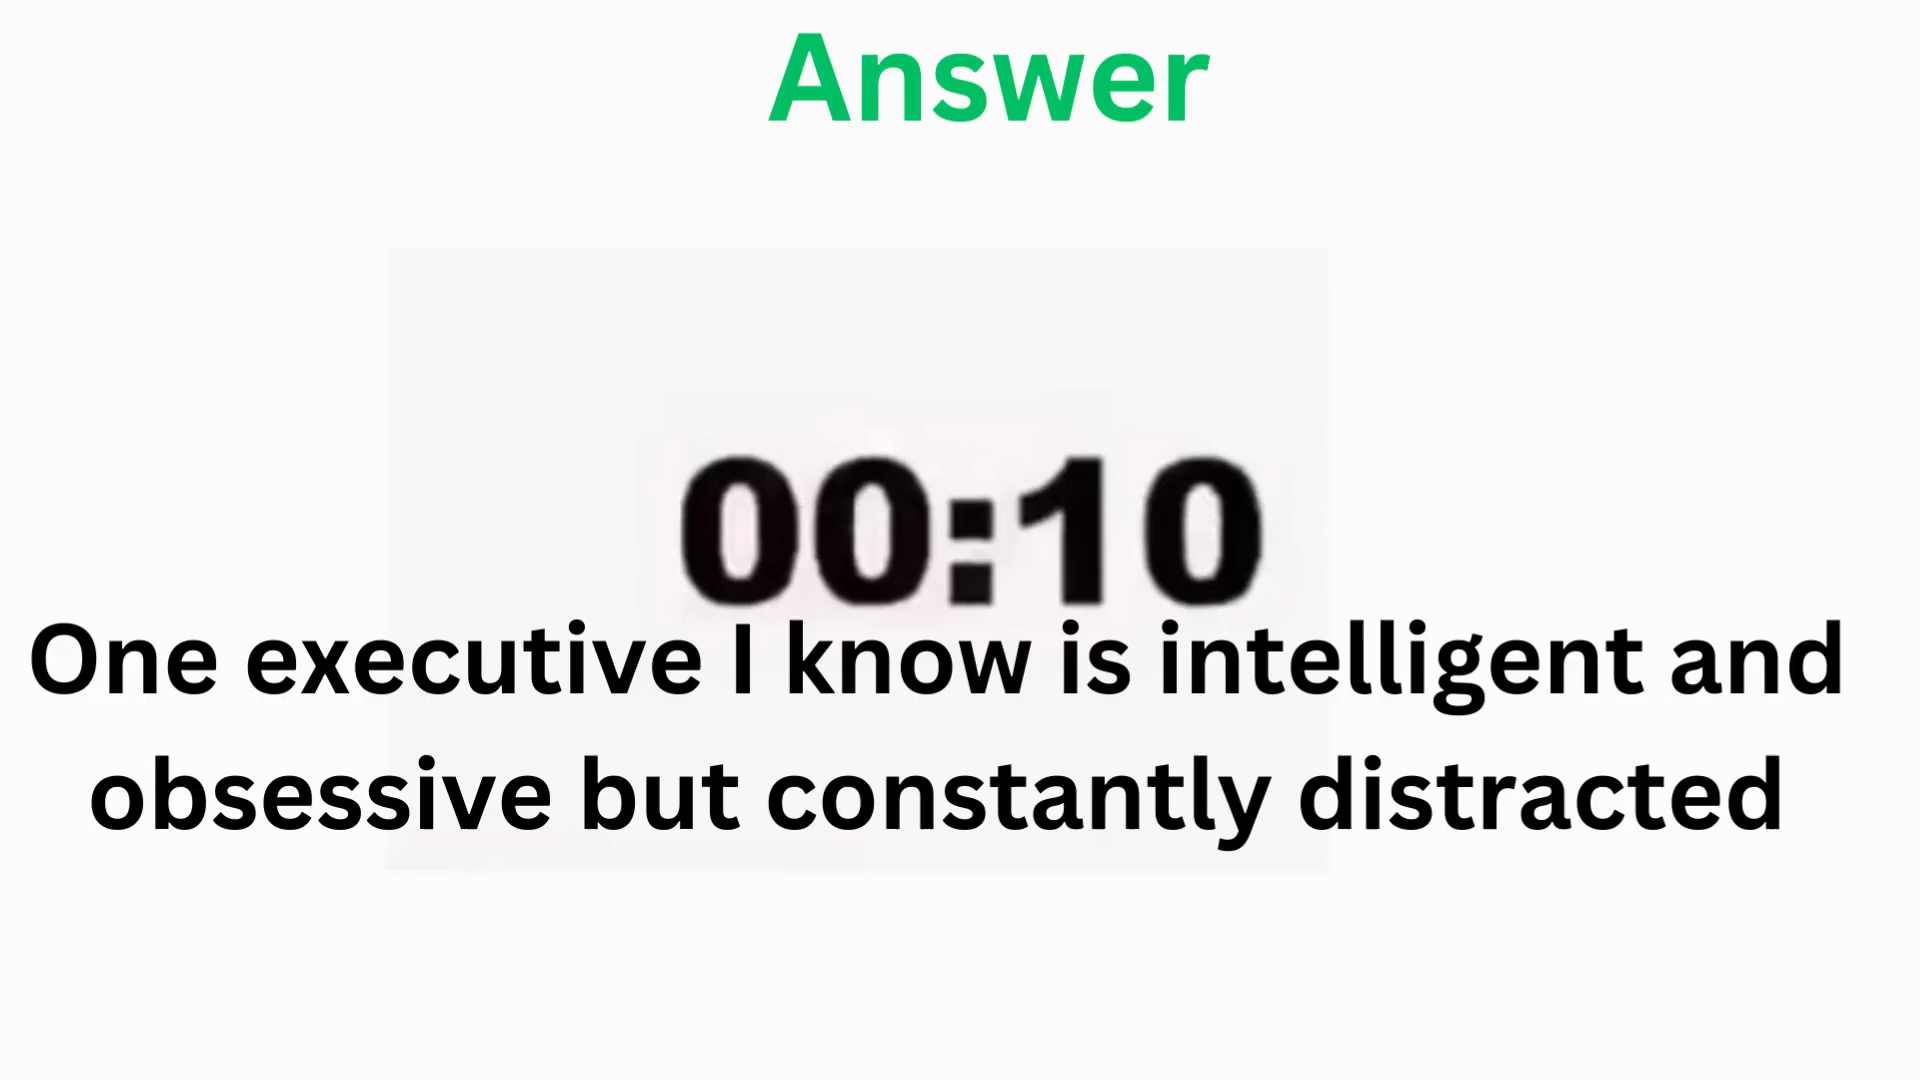 Answer
00:10
One executive I know is intelligent and
obsessive but constantly distracted